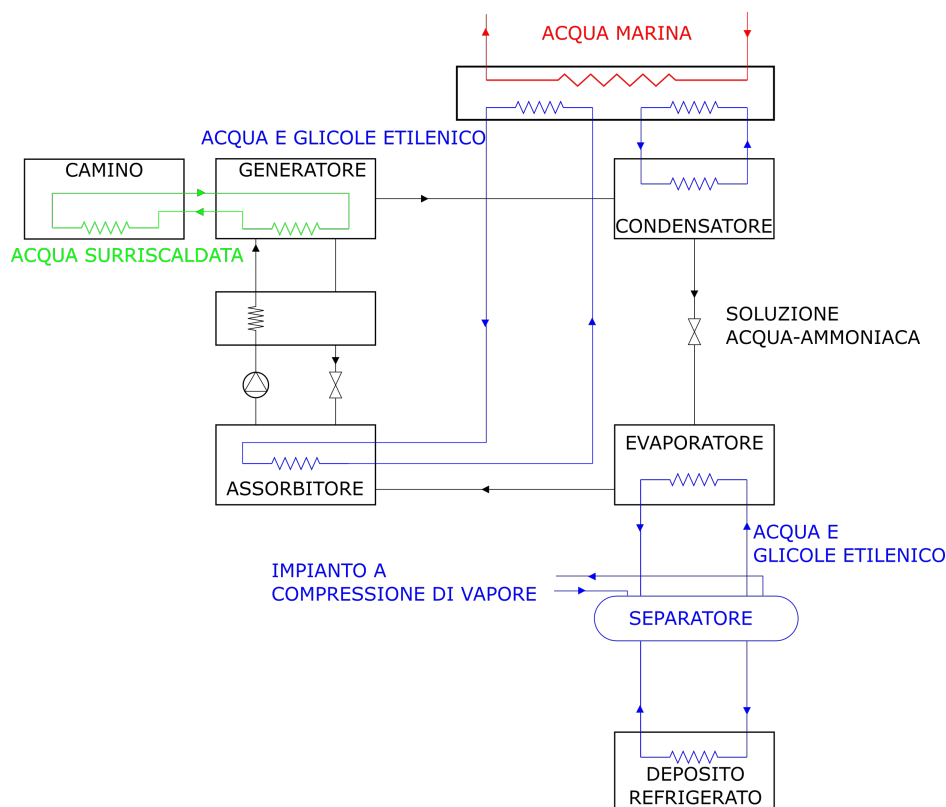 ACQUA MARINA
ACQUA E GLICOLE ETILENICO
CAMINO
GENERATORE
CONDENSATORE
ACQUA SURRISCALDATA
SOLUZIONE
ACQUA-AMMONIACA
EVAPORATORE
ASSORBITORE
ACQUA E
GLICOLE ETILENICO
IMPIANTO A
COMPRESSIONE DI VAPORE
SEPARATORE
DEPOSITO
REFRIGERATO